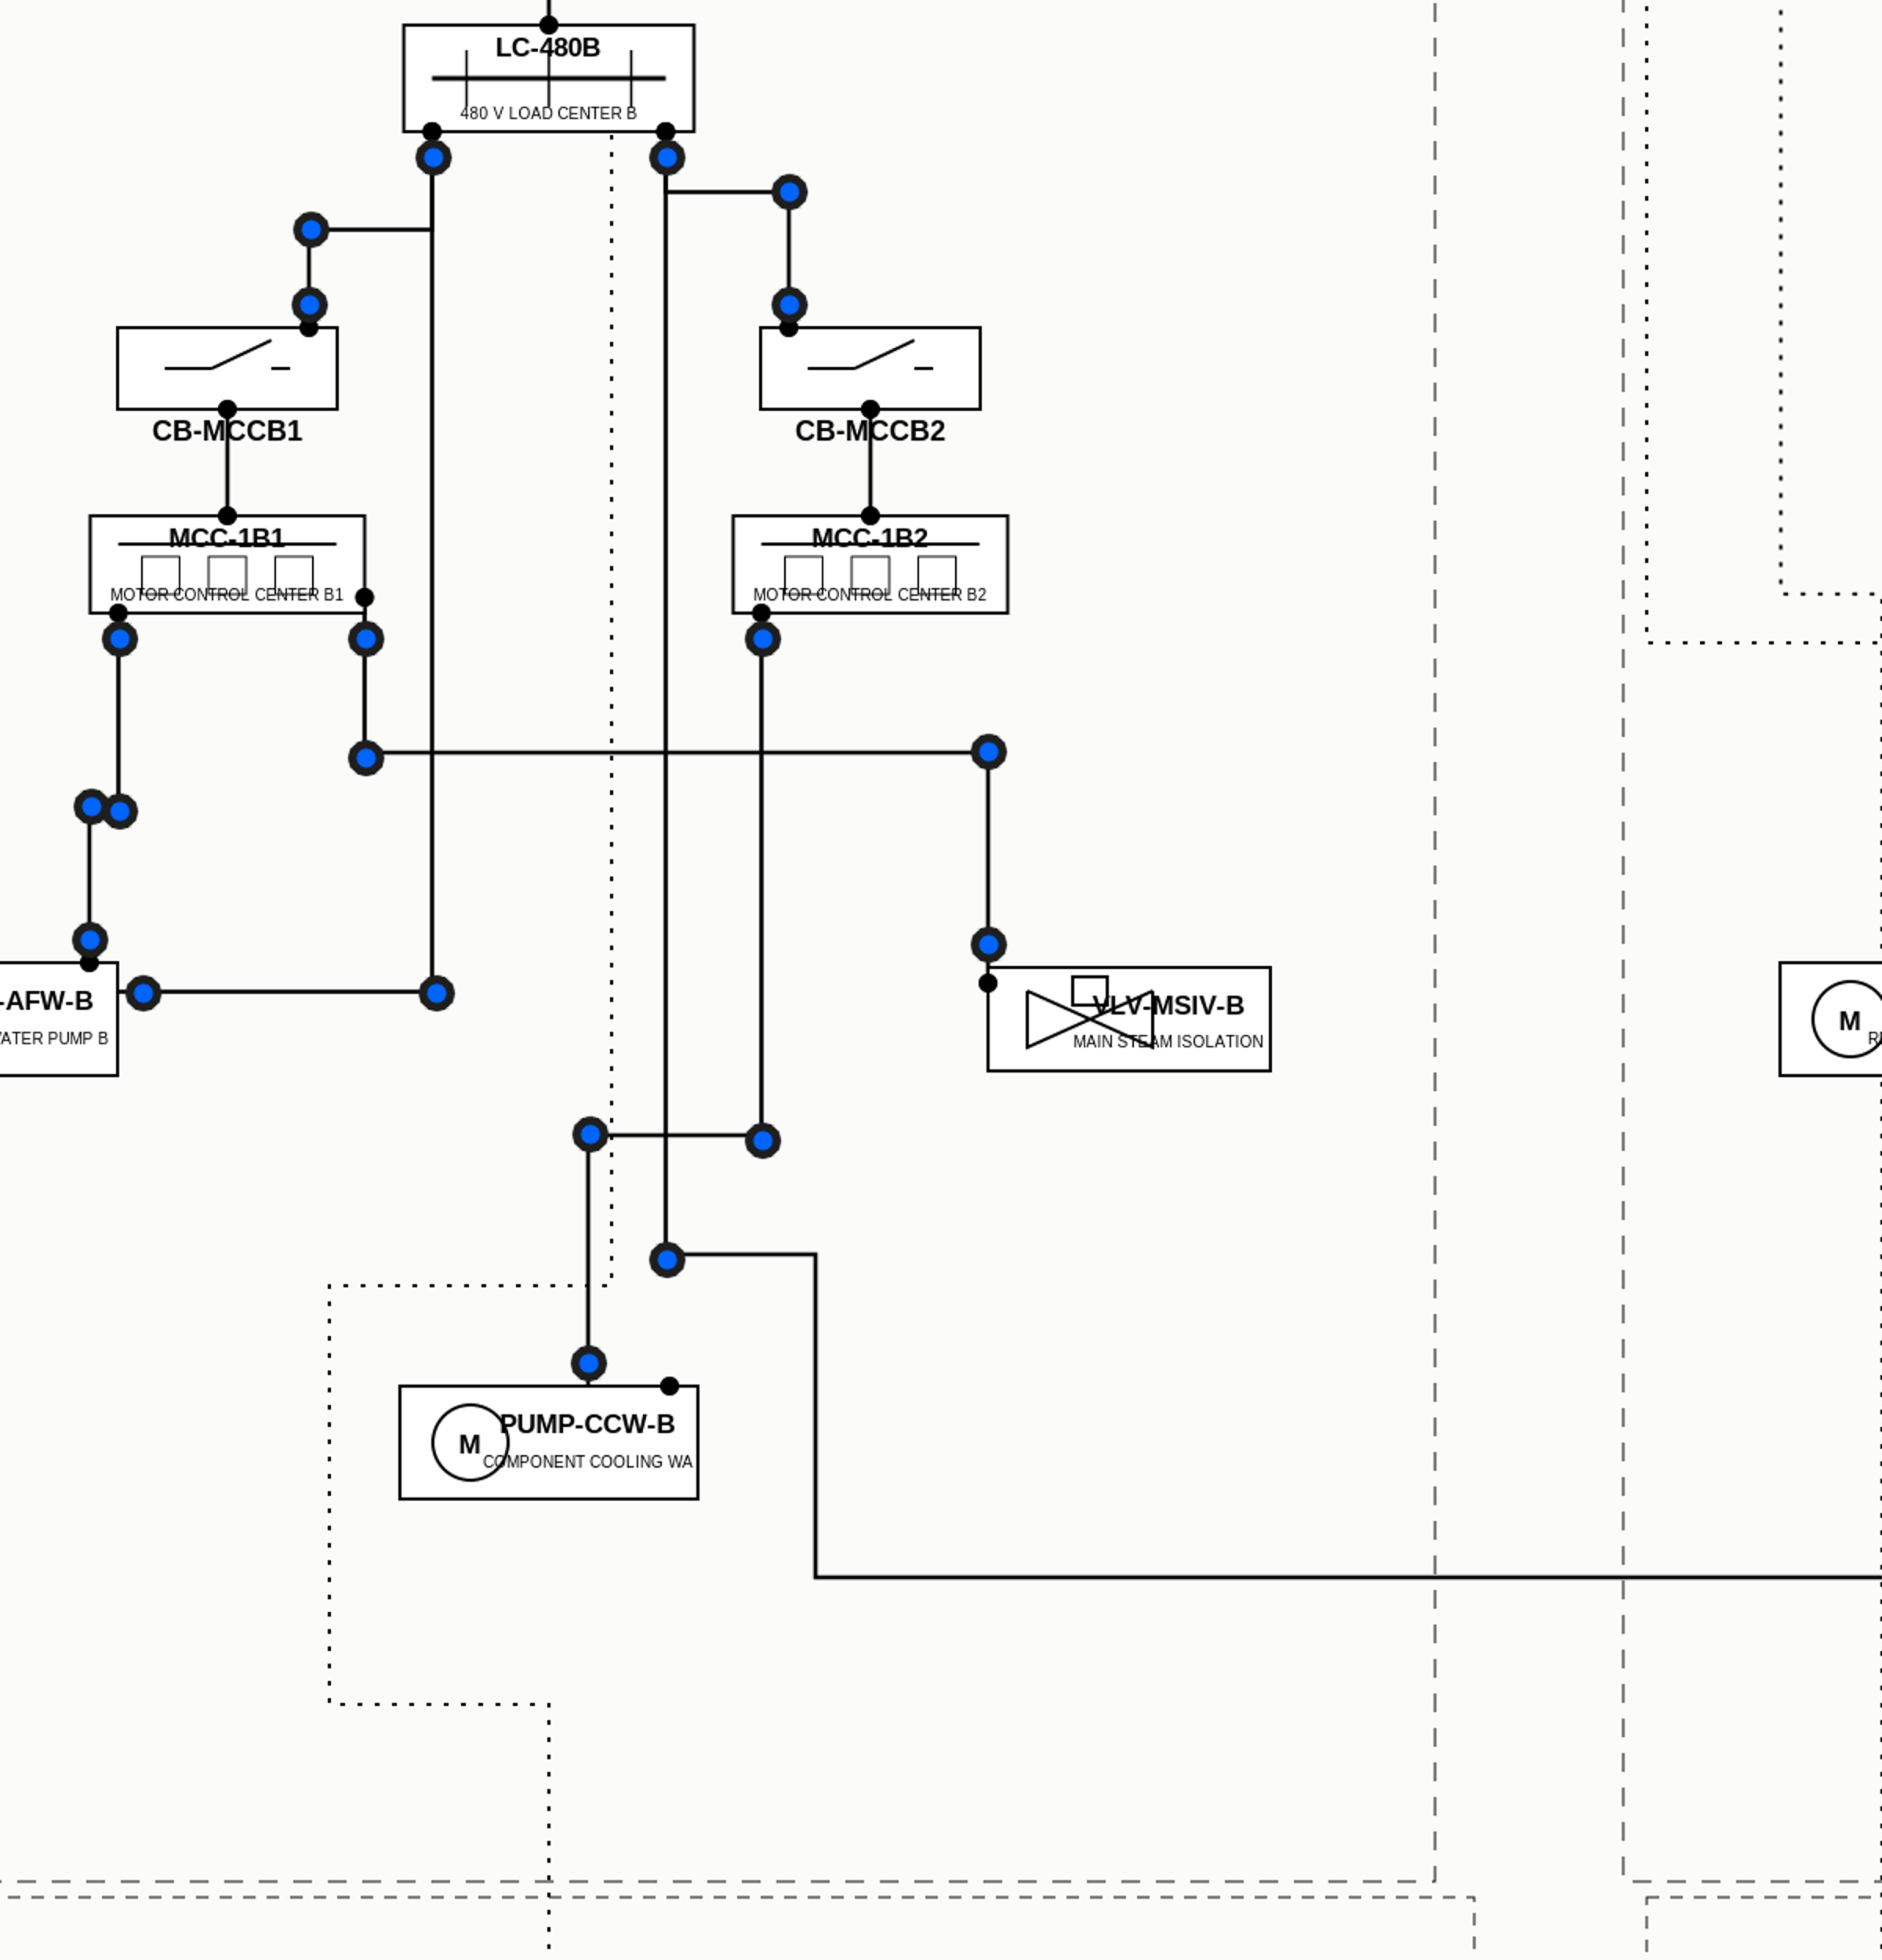 LC-480B
480 V LOAD CENTER B
CB-MCCB1
CB-MCCB2
MCC-1B1
MOTOR CONTROL CENTER B1
MCC-1B2
MOTOR CONTROL CENTER B2
-AFW-B
ATER PUMP B
VLV-MSIV-B
MAIN STEAM ISOLATION
M
M
PUMP-CCW-B
COMPONENT COOLING WA